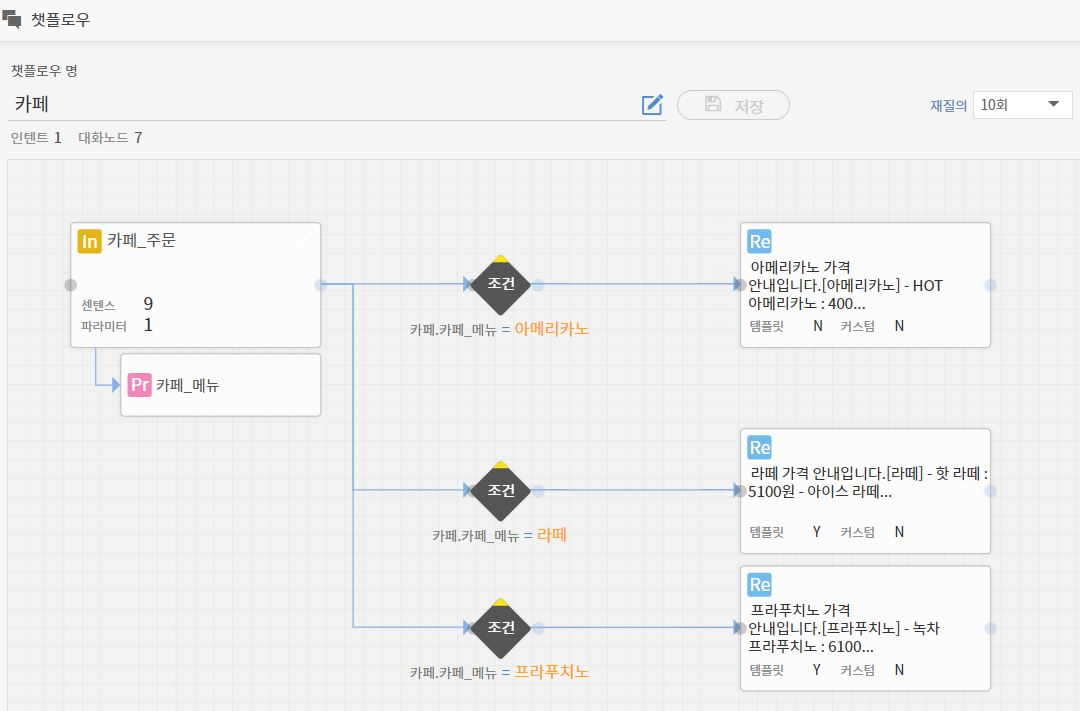 챗플로우
챗플로우 명
카페
저장
재질의 10회
인텐트 1 대화노드 7
In 카페_주문
센텐스 9
파라미터 1
Pr 카페_메뉴
조건
카페.카페_메뉴 = 아메리카노
Re
아메리카노 가격
안내입니다.[아메리카노] - HOT
아메리카노 : 400...
템플릿 N 커스텀 N
조건
카페.카페_메뉴 = 라떼
Re
라떼 가격 안내입니다.[라떼] - 핫 라떼 :
5100원 - 아이스 라떼...
템플릿 Y 커스텀 N
조건
카페.카페_메뉴 = 프라푸치노
Re
프라푸치노 가격
안내입니다.[프라푸치노] - 녹차
프라푸치노 : 6100...
템플릿 Y 커스텀 N